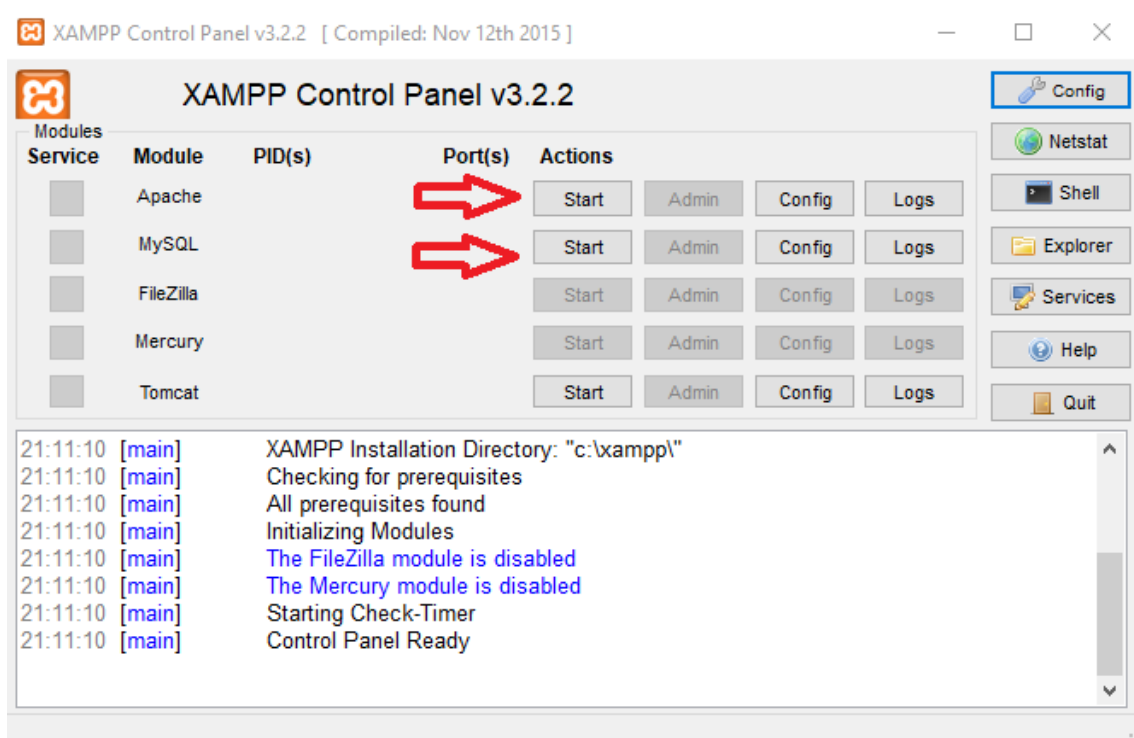 XAMPP Control Panel v3.2.2 [ Compiled: Nov 12th 2015 ]
XAMPP Control Panel v3.2.2
Config
Modules
Service Module PID(s) Port(s) Actions
Netstat
Apache Start Admin Config Logs
Shell
MySQL Start Admin Config Logs
Explorer
FileZilla Start Admin Config Logs
Services
Mercury Start Admin Config Logs
Help
Tomcat Start Admin Config Logs
Quit
21:11:10 [main] XAMPP Installation Directory: "c:\xampp\"
21:11:10 [main] Checking for prerequisites
21:11:10 [main] All prerequisites found
21:11:10 [main] Initializing Modules
21:11:10 [main] The FileZilla module is disabled
21:11:10 [main] The Mercury module is disabled
21:11:10 [main] Starting Check-Timer
21:11:10 [main] Control Panel Ready